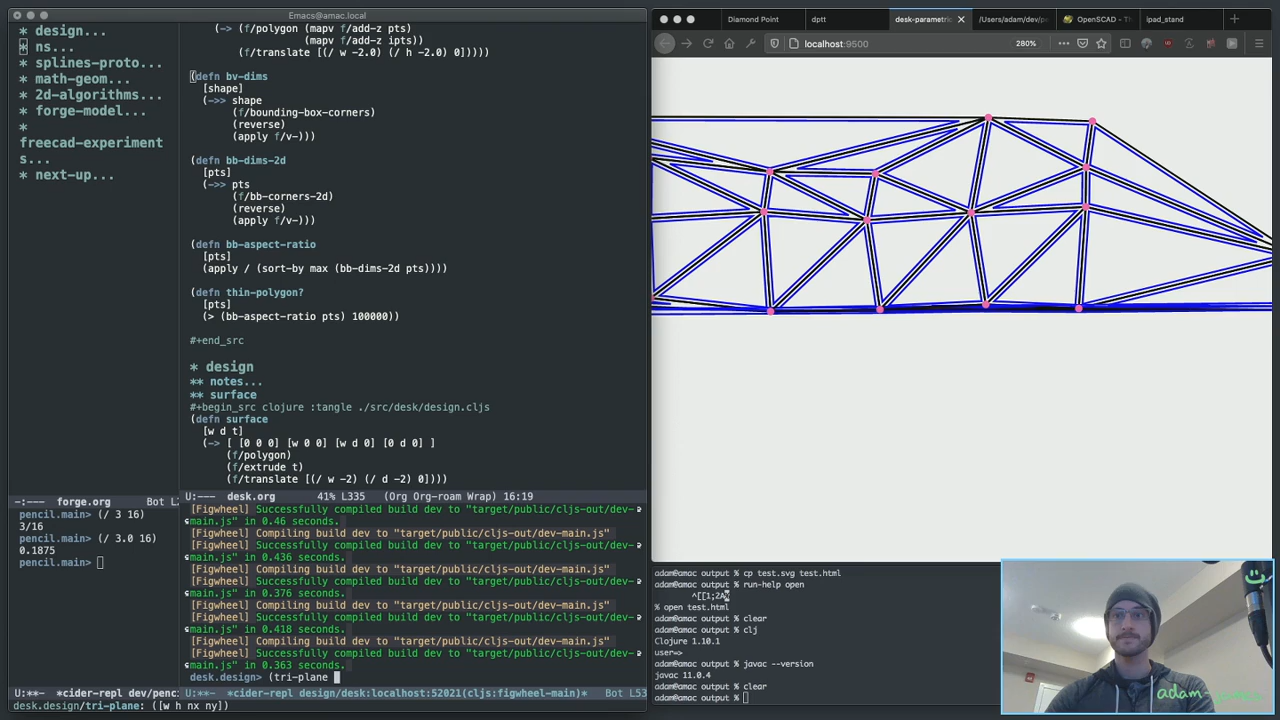 Emacs@amac.local
* design...
* ns...
* splines-proto...
* math-geom...
* 2d-algorithms...
* forge-model...
*
freecad-experiment
s...
* next-up...
-:--- forge.org Bot L
pencil.main> (/ 3 16)
3/16
pencil.main> (/ 3.0 16)
0.1875
pencil.main>
U:**- *cider-repl dev/penc
(-> (f/polygon (mapv f/add-z pts)
(mapv f/add-z ipts))
(f/translate [(/ w -2.0) (/ h -2.0) 0]))))
(defn bv-dims
[shape]
(->> shape
(f/bounding-box-corners)
(reverse)
(apply f/v-)))
(defn bb-dims-2d
[pts]
(->> pts
(f/bb-corners-2d)
(reverse)
(apply f/v-)))
(defn bb-aspect-ratio
[pts]
(apply / (sort-by max (bb-dims-2d pts))))
(defn thin-polygon?
[pts]
(> (bb-aspect-ratio pts) 100000))
#+end_src
* design
** notes...
** surface
#+begin_src clojure :tangle ./src/desk/design.cljs
(defn surface
[w d t]
(-> [ [0 0 0] [w 0 0] [w d 0] [0 d 0] ]
(f/polygon)
(f/extrude t)
(f/translate [(/ w -2) (/ d -2) 0])))
U:--- desk.org 41% L335 (Org Org-roam Wrap) 16:19
[Figwheel] Successfully compiled build dev to "target/public/cljs-out/dev-
main.js" in 0.46 seconds.
[Figwheel] Compiling build dev to "target/public/cljs-out/dev-main.js"
[Figwheel] Successfully compiled build dev to "target/public/cljs-out/dev-
main.js" in 0.436 seconds.
[Figwheel] Compiling build dev to "target/public/cljs-out/dev-main.js"
[Figwheel] Successfully compiled build dev to "target/public/cljs-out/dev-
main.js" in 0.376 seconds.
[Figwheel] Compiling build dev to "target/public/cljs-out/dev-main.js"
[Figwheel] Successfully compiled build dev to "target/public/cljs-out/dev-
main.js" in 0.418 seconds.
[Figwheel] Compiling build dev to "target/public/cljs-out/dev-main.js"
[Figwheel] Successfully compiled build dev to "target/public/cljs-out/dev-
main.js" in 0.363 seconds.
desk.design> (tri-plane
U:**- *cider-repl design/desk:localhost:52021(cljs:figwheel-main)* Bot L53
desk.design/tri-plane: ([w h nx ny])
Diamond Point dptt desk-parametric /Users/adam/dev/pe OpenSCAD - Th ipad_stand
localhost:9500 280%
adam@amac output % cp test.svg test.html
adam@amac output % run-help open
^[[1;2A
% open test.html
adam@amac output % clear
adam@amac output % clj
Clojure 1.10.1
user=>
adam@amac output % javac --version
javac 11.0.4
adam@amac output % clear
adam@amac output %